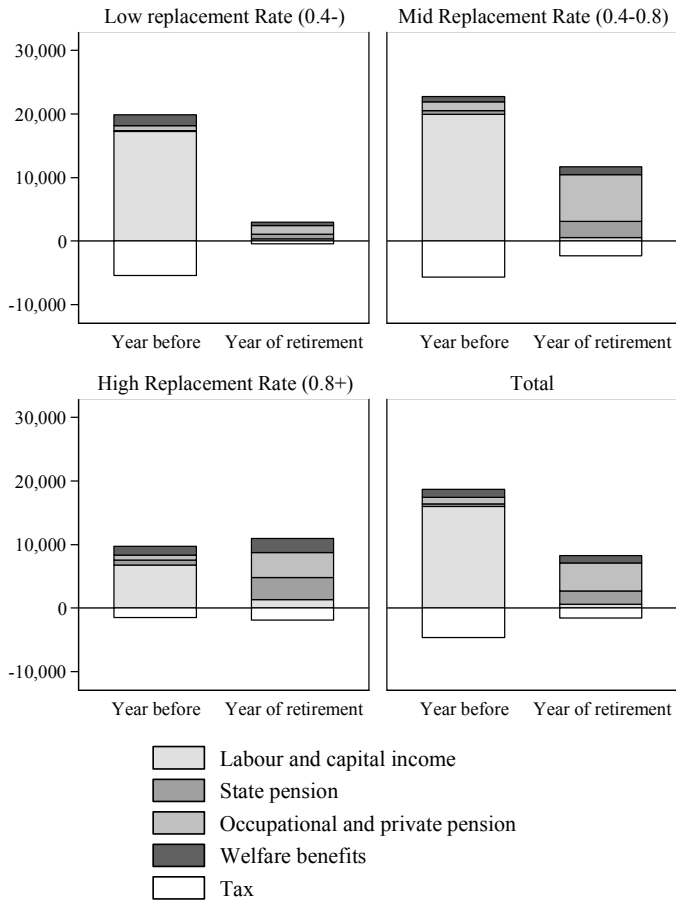 Low replacement Rate (0.4-)
Mid Replacement Rate (0.4-0.8)
30,000
20,000
10,000
0
-10,000
Year before
Year of retirement
Year before
Year of retirement
High Replacement Rate (0.8+)
Total
30,000
20,000
10,000
0
-10,000
Year before
Year of retirement
Year before
Year of retirement
Labour and capital income
State pension
Occupational and private pension
Welfare benefits
Tax